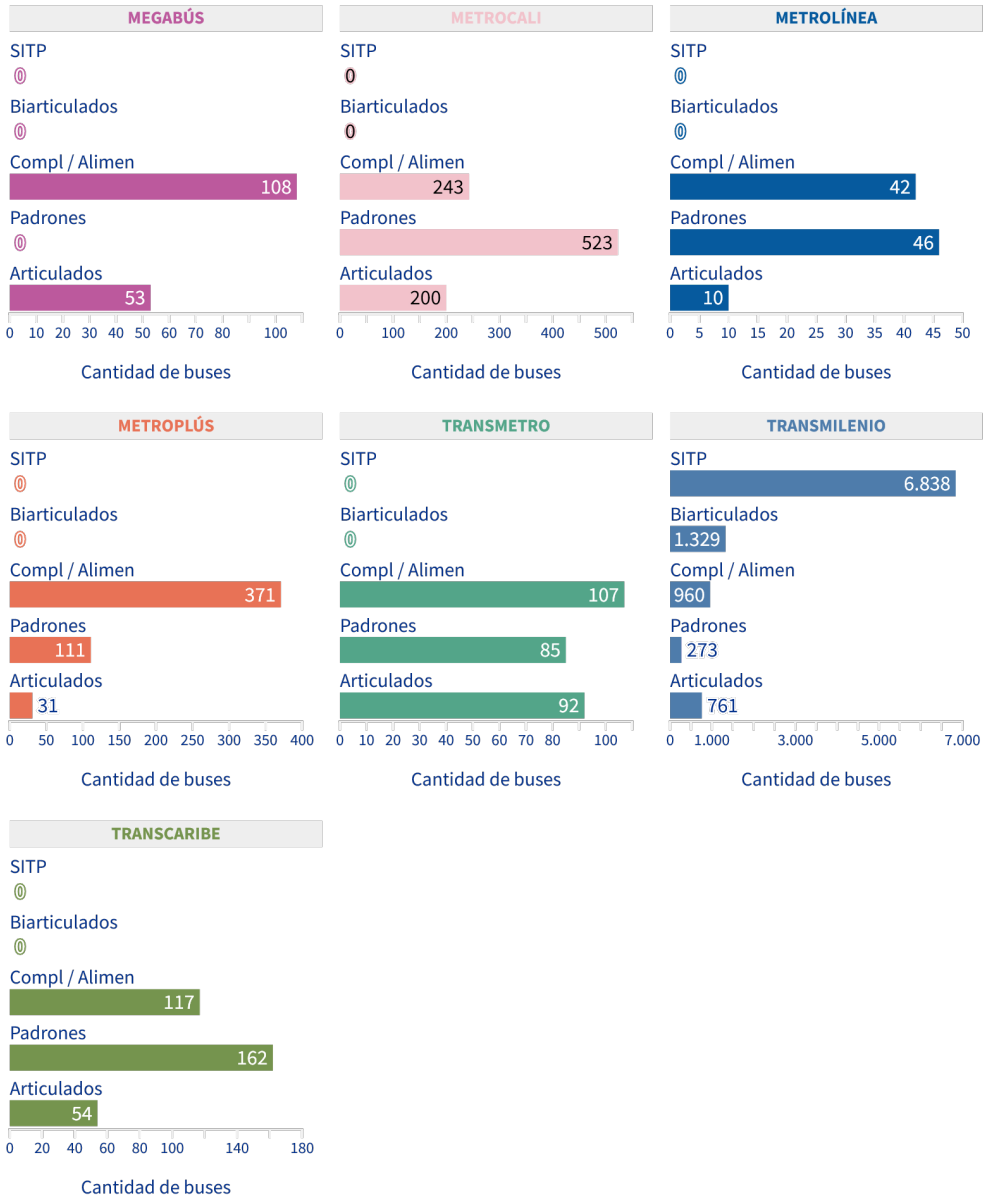 MEGABÚS
SITP
0
Biarticulados
0
Compl / Alimen
108
Padrones
0
Articulados
53
0 10 20 30 40 50 60 70 80 100
Cantidad de buses
METROCALI
SITP
0
Biarticulados
0
Compl / Alimen
243
Padrones
523
Articulados
200
0 100 200 300 400 500
Cantidad de buses
METROLÍNEA
SITP
0
Biarticulados
0
Compl / Alimen
42
Padrones
46
Articulados
10
0 5 10 15 20 25 30 35 40 45 50
Cantidad de buses
METROPLÚS
SITP
0
Biarticulados
0
Compl / Alimen
371
Padrones
111
Articulados
31
0 50 100 150 200 250 300 350 400
Cantidad de buses
TRANSMETRO
SITP
0
Biarticulados
0
Compl / Alimen
107
Padrones
85
Articulados
92
0 10 20 30 40 50 60 70 80 100
Cantidad de buses
TRANSMILENIO
SITP
6.838
Biarticulados
1.329
Compl / Alimen
960
Padrones
273
Articulados
761
0 1.000 3.000 5.000 7.000
Cantidad de buses
TRANSCARIBE
SITP
0
Biarticulados
0
Compl / Alimen
117
Padrones
162
Articulados
54
0 20 40 60 80 100 140 180
Cantidad de buses